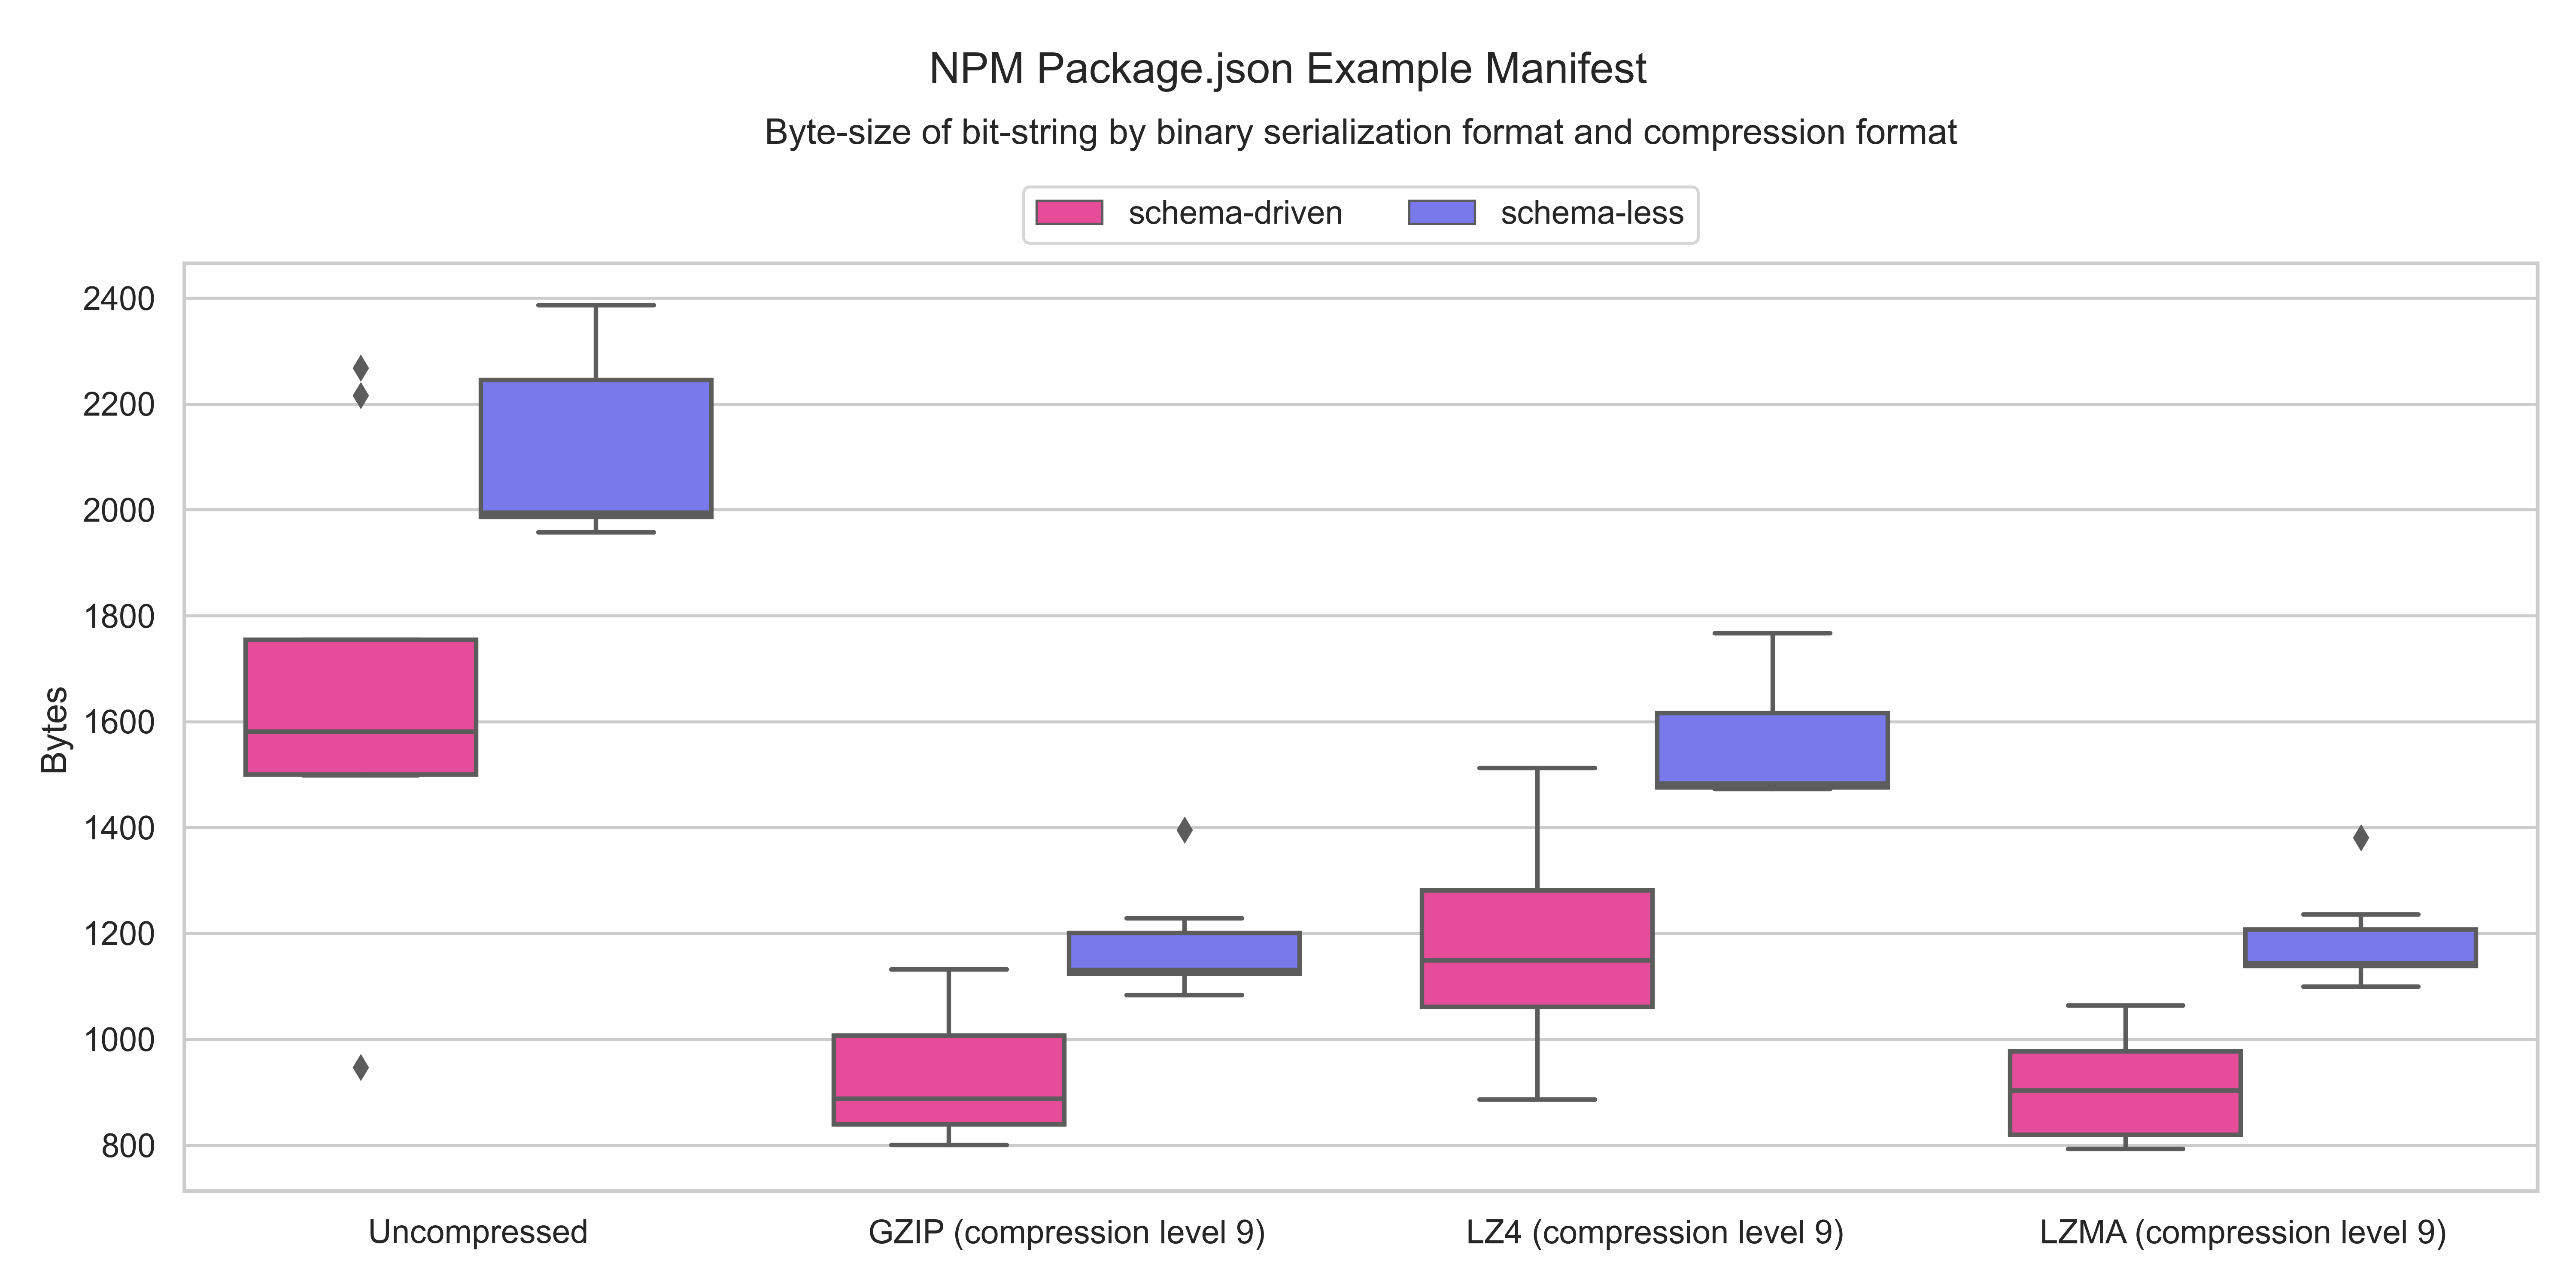 NPM Package.json Example Manifest
Byte-size of bit-string by binary serialization format and compression format
schema-driven schema-less
2400
2200
2000
1800
1600
1400
1200
1000
800
Bytes
Uncompressed GZIP (compression level 9) LZ4 (compression level 9) LZMA (compression level 9)